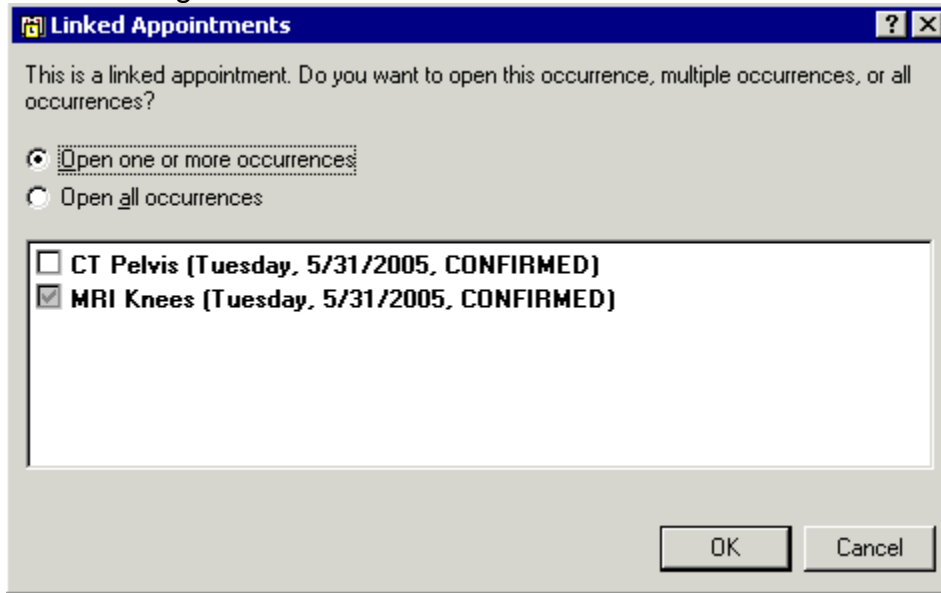 Linked Appointments
This is a linked appointment. Do you want to open this occurrence, multiple occurrences, or all
occurrences?
Open one or more occurrences
Open all occurrences
CT Pelvis (Tuesday, 5/31/2005, CONFIRMED)
MRI Knees (Tuesday, 5/31/2005, CONFIRMED)
OK Cancel